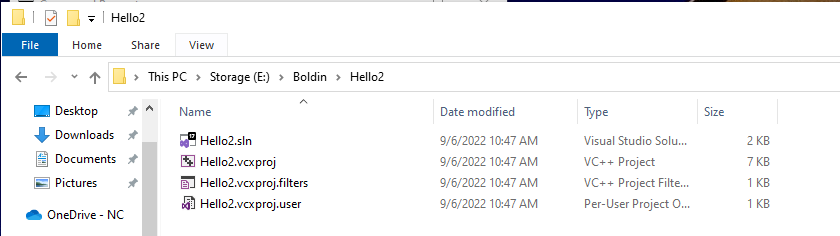 Hello2
File Home Share View
This PC Storage (E:) Boldin Hello2
Desktop
Downloads
Documents
Pictures
OneDrive - NC
Name Date modified Type Size
Hello2.sln 9/6/2022 10:47 AM Visual Studio Solu... 2 KB
Hello2.vcxproj 9/6/2022 10:47 AM VC++ Project 7 KB
Hello2.vcxproj.filters 9/6/2022 10:47 AM VC++ Project Filte... 1 KB
Hello2.vcxproj.user 9/6/2022 10:47 AM Per-User Project O... 1 KB